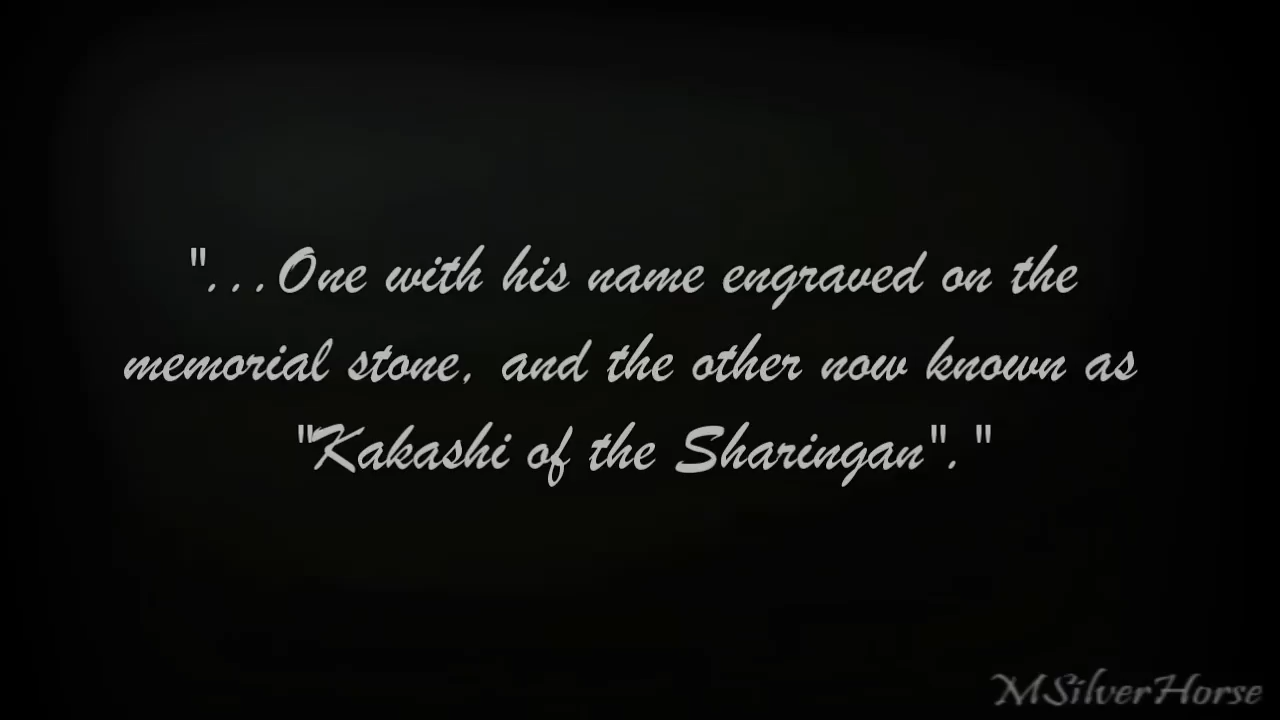 "...One with his name engraved on the
memorial stone, and the other now known as
"Kakashi of the Sharingan"."
MSilverHorse